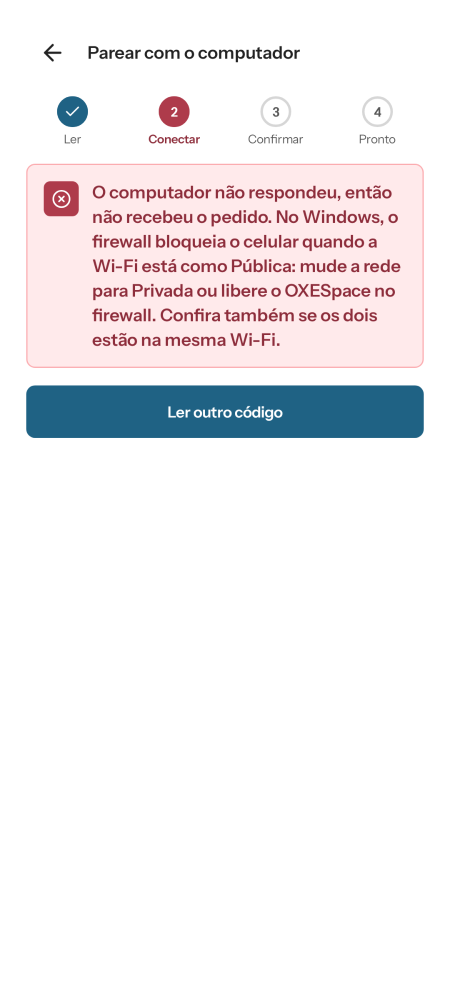 Parear com o computador
2
3
4
Ler
Conectar
Confirmar
Pronto
O computador não respondeu, então
não recebeu o pedido. No Windows, o
firewall bloqueia o celular quando a
Wi-Fi está como Pública: mude a rede
para Privada ou libere o OXESpace no
firewall. Confira também se os dois
estão na mesma Wi-Fi.
Ler outro código